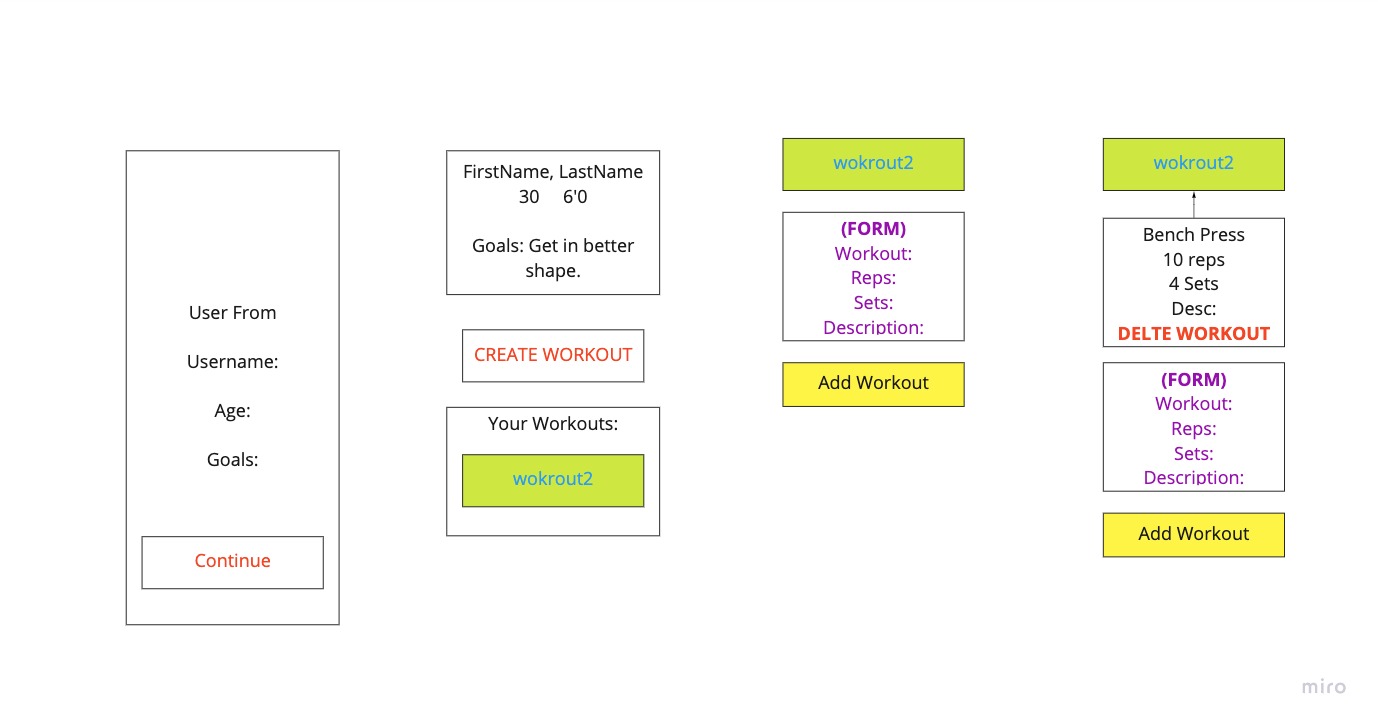 User From
Username:
Age:
Goals:
Continue
FirstName, LastName
30 6'0
Goals: Get in better
shape.
CREATE WORKOUT
Your Workouts:
wokrout2
wokrout2
(FORM)
Workout:
Reps:
Sets:
Description:
Add Workout
wokrout2
Bench Press
10 reps
4 Sets
Desc:
DELTE WORKOUT
(FORM)
Workout:
Reps:
Sets:
Description:
Add Workout
miro